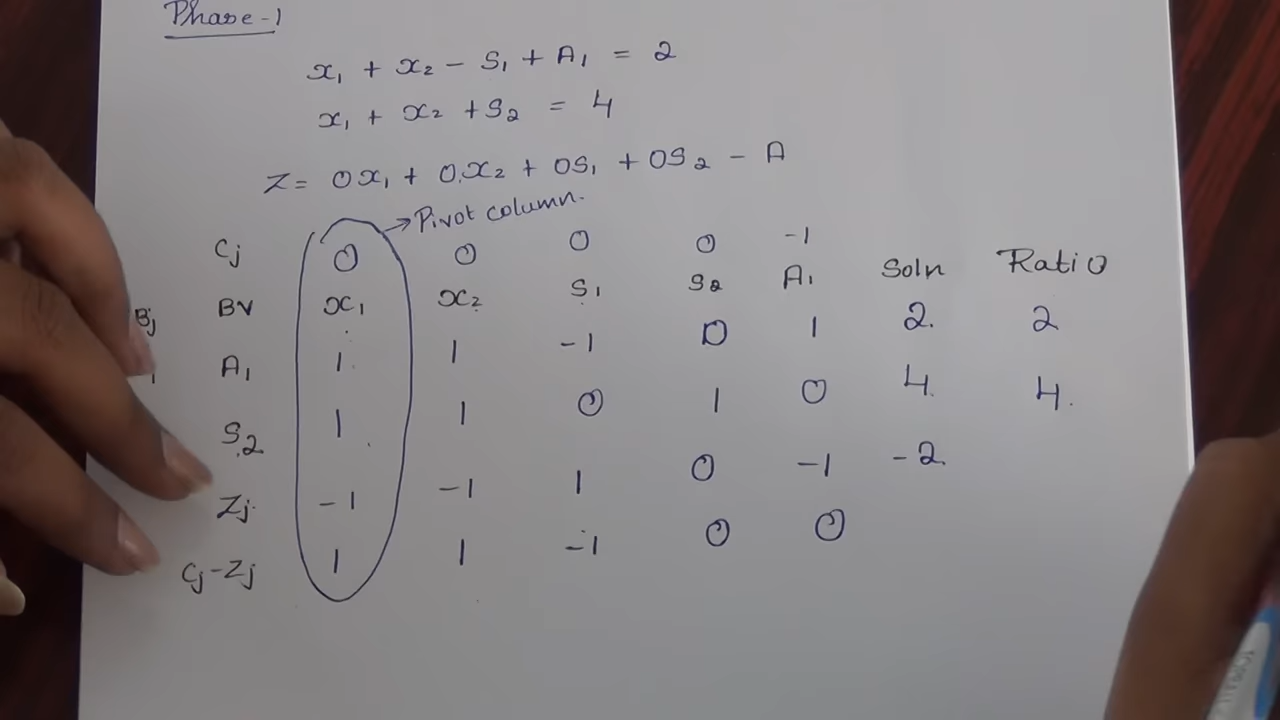 Phase-1
x₁ + x₂ - S₁ + A₁ = 2
x₁ + x₂ + S₂ = 4
Z = 0x₁ + 0.x₂ + 0S₁ + 0S₂ - A
→ Pivot column.
Cj 0 0 0 0 -1
Bj BV x₁ x₂ S₁ S₂ A₁ Soln Ratio
A₁ 1 1 -1 0 1 2. 2
S₂ 1 1 0 1 0 4. 4.
Zj -1 -1 1 0 -1 -2.
Cj-Zj 1 1 -1 0 0